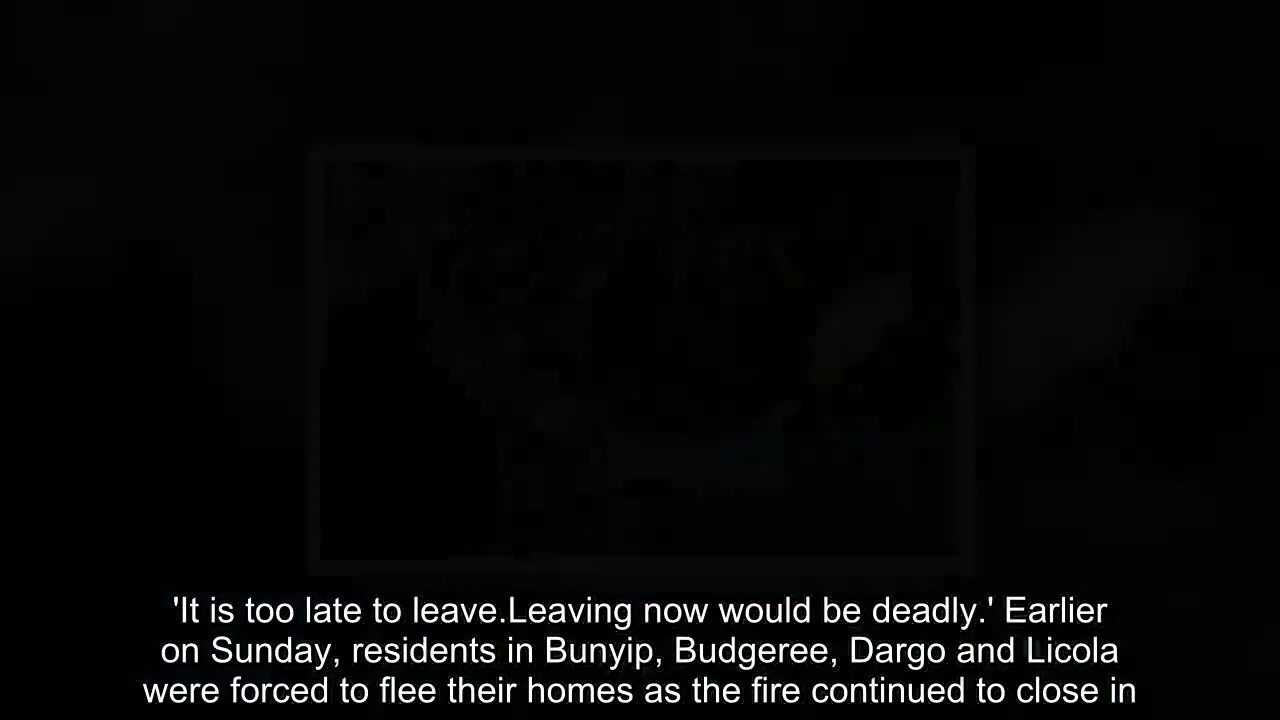 'It is too late to leave.Leaving now would be deadly.' Earlier
on Sunday, residents in Bunyip, Budgeree, Dargo and Licola
were forced to flee their homes as the fire continued to close in